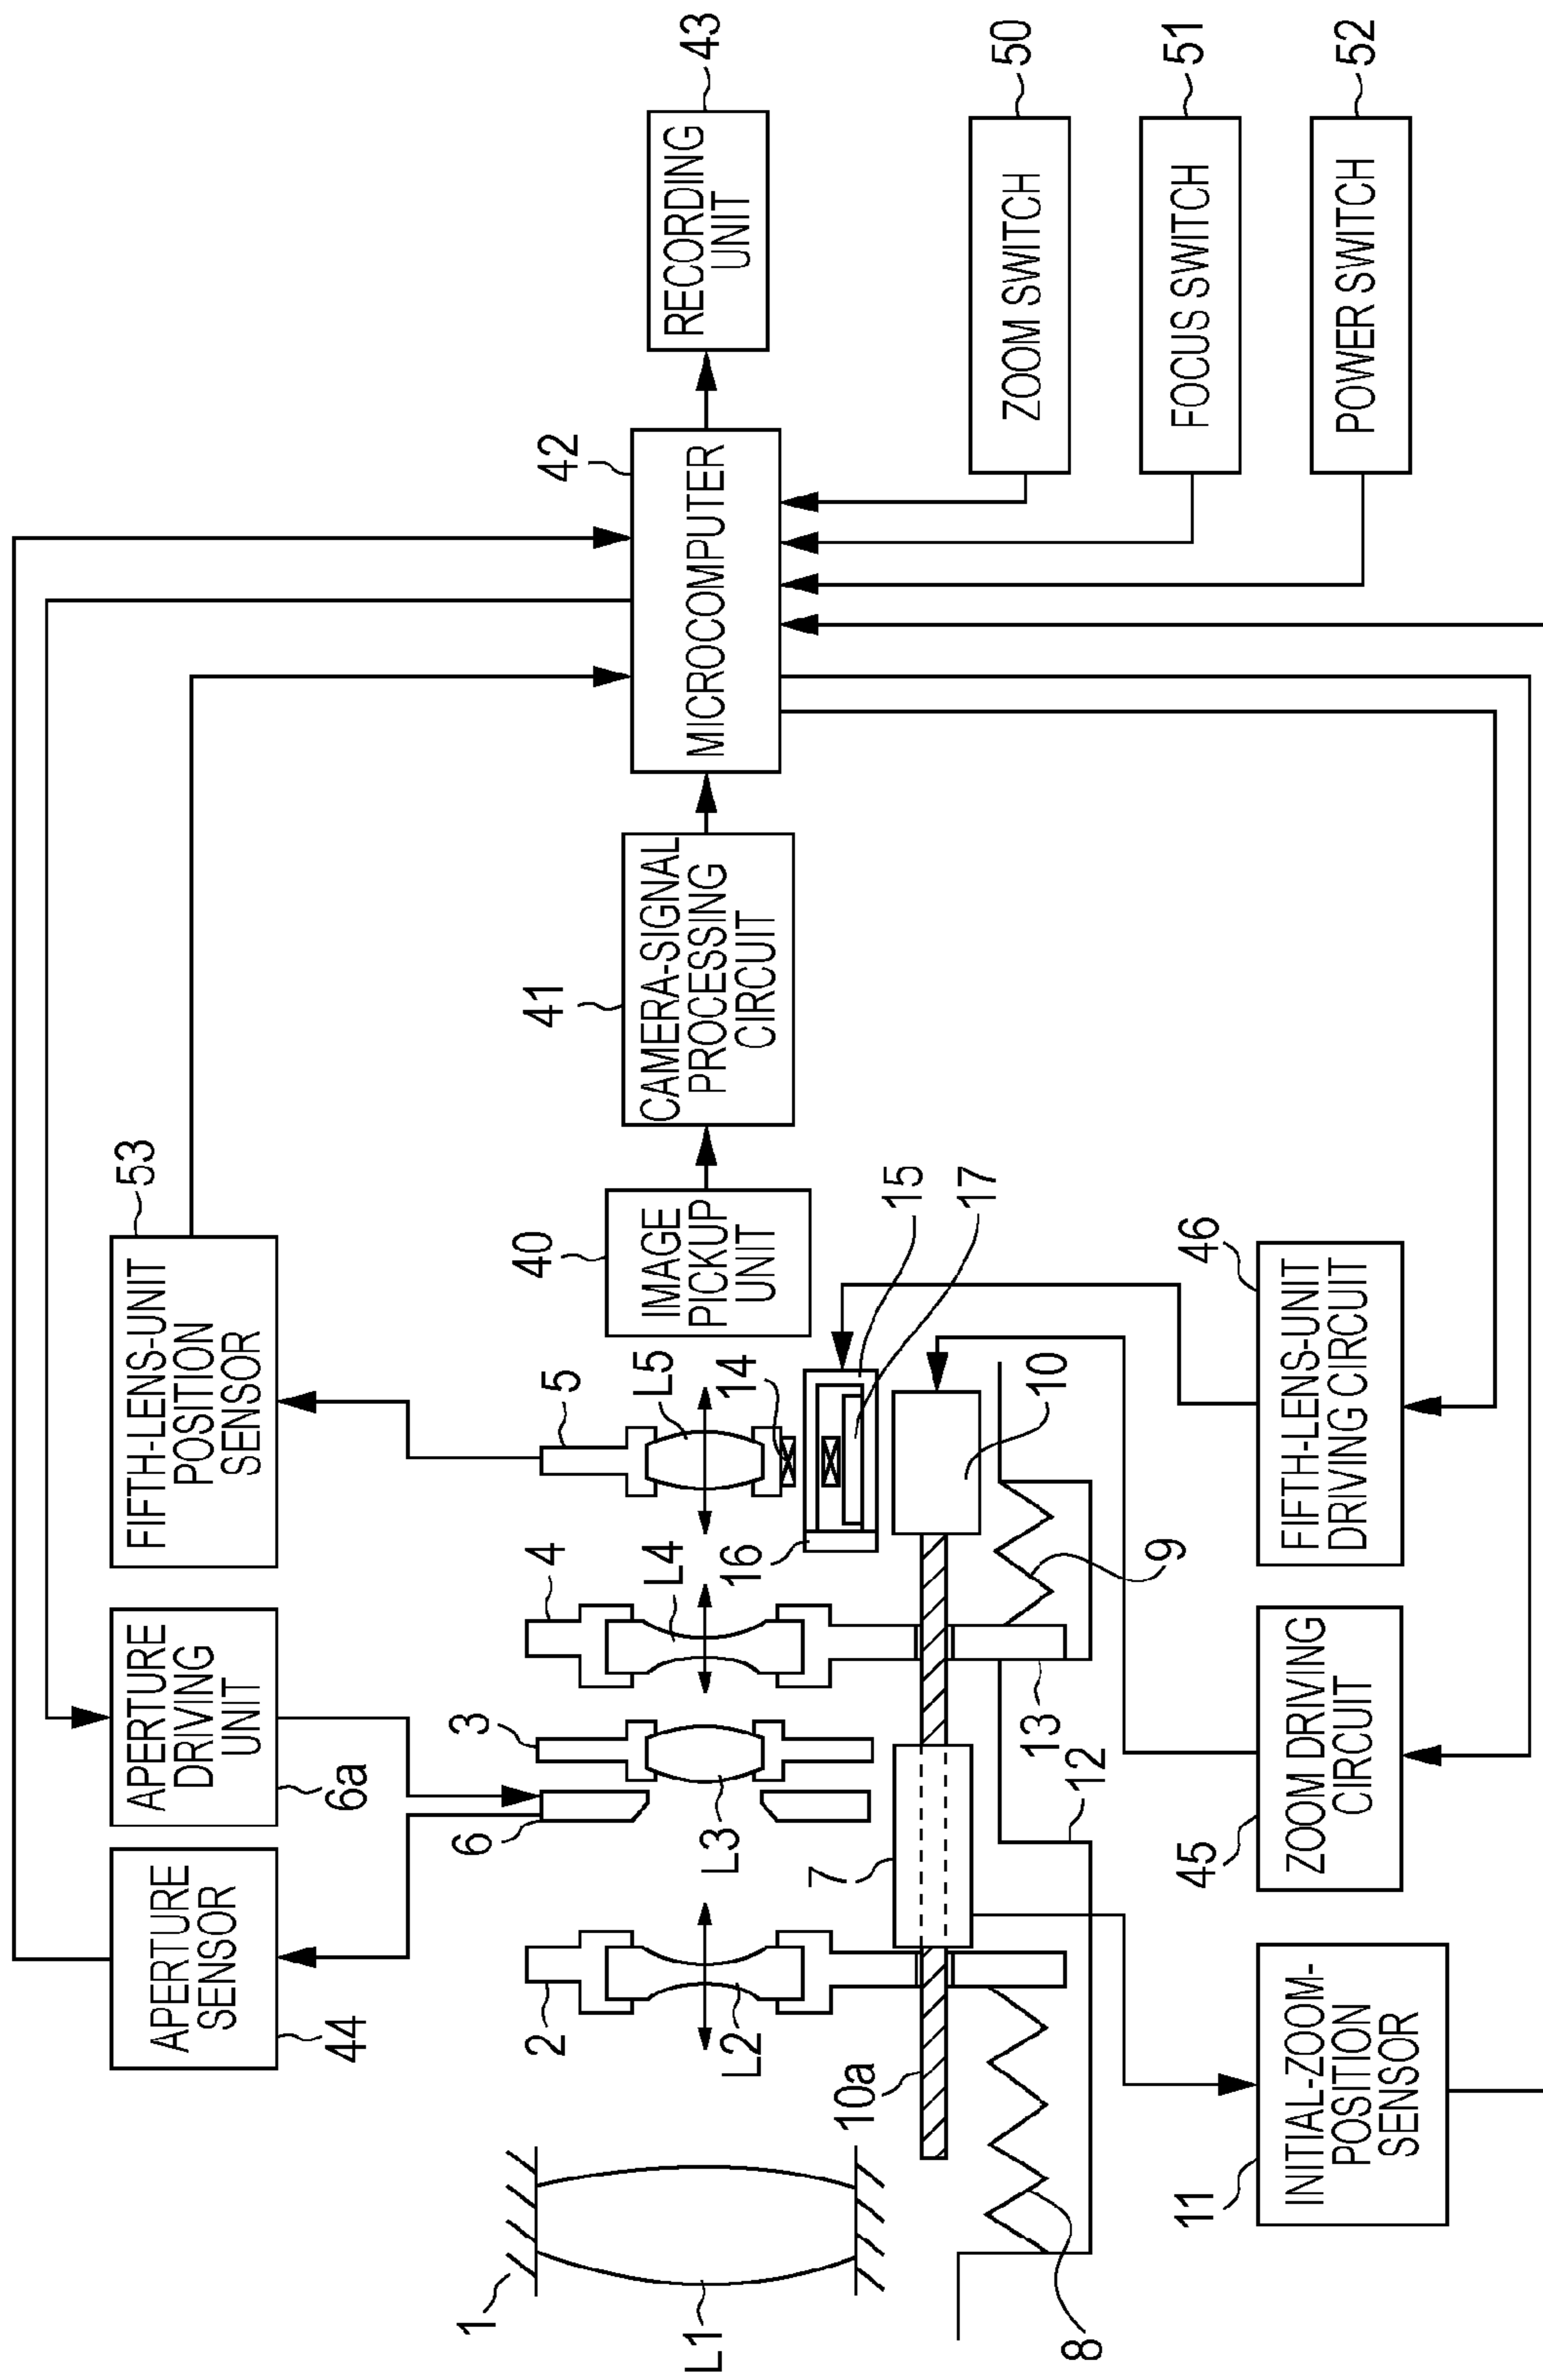 APERTURE
SENSOR
44
APERTURE
DRIVING
UNIT
6a
FIFTH-LENS-UNIT
POSITION
SENSOR
53
1
2
6
3
4
5
L1
L2
L3
L4
L5
40
IMAGE
PICKUP
UNIT
41
CAMERA-SIGNAL
PROCESSING
CIRCUIT
42
MICROCOMPUTER
RECORDING
UNIT
43
14
16
15
17
10a
7
10
8
12
13
9
ZOOM SWITCH
50
FOCUS SWITCH
51
POWER SWITCH
52
11
INITIAL-ZOOM-
POSITION
SENSOR
45
ZOOM DRIVING
CIRCUIT
46
FIFTH-LENS-UNIT
DRIVING CIRCUIT